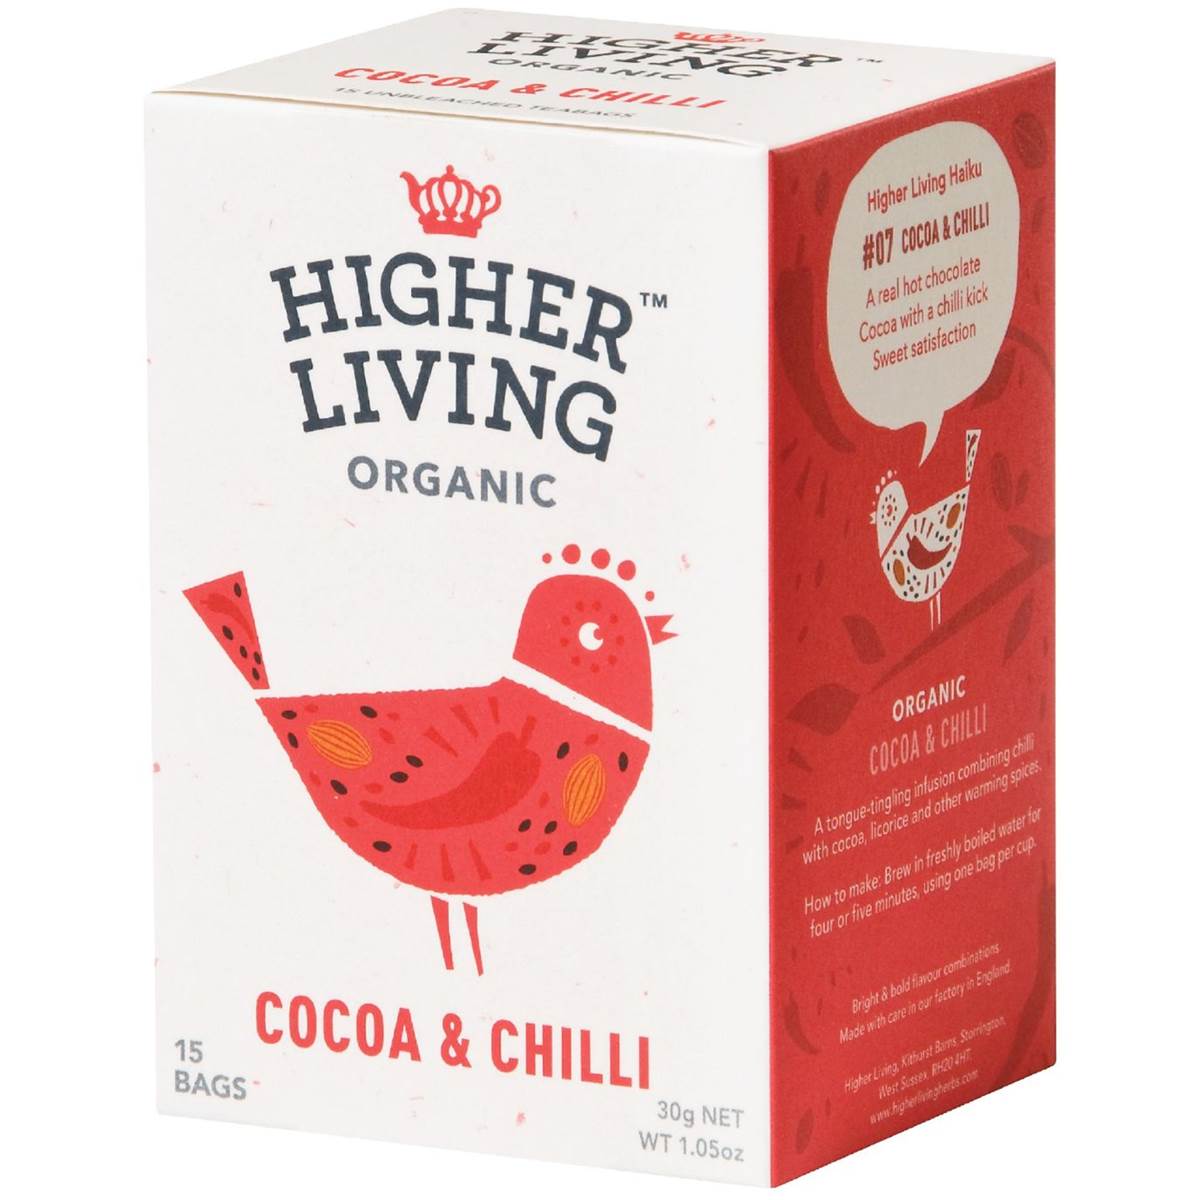 HIGHER
LIVING™
ORGANIC
COCOA & CHILLI
15 UNBLEACHED TEABAGS
HIGHER™
LIVING
ORGANIC
COCOA & CHILLI
15
BAGS
30g NET
WT 1.05oz
Higher Living Haiku
#07 COCOA & CHILLI
A real hot chocolate
Cocoa with a chilli kick
Sweet satisfaction
ORGANIC
COCOA & CHILLI
A tongue-tingling infusion combining chilli
with cocoa, licorice and other warming spices.
How to make: Brew in freshly boiled water for
four or five minutes, using one bag per cup.
Bright & bold flavour combinations
Made with care in our factory in England.
Higher Living, Kithurst Barns, Storrington,
West Sussex, RH20 4HT.
www.higherlivingherbs.com